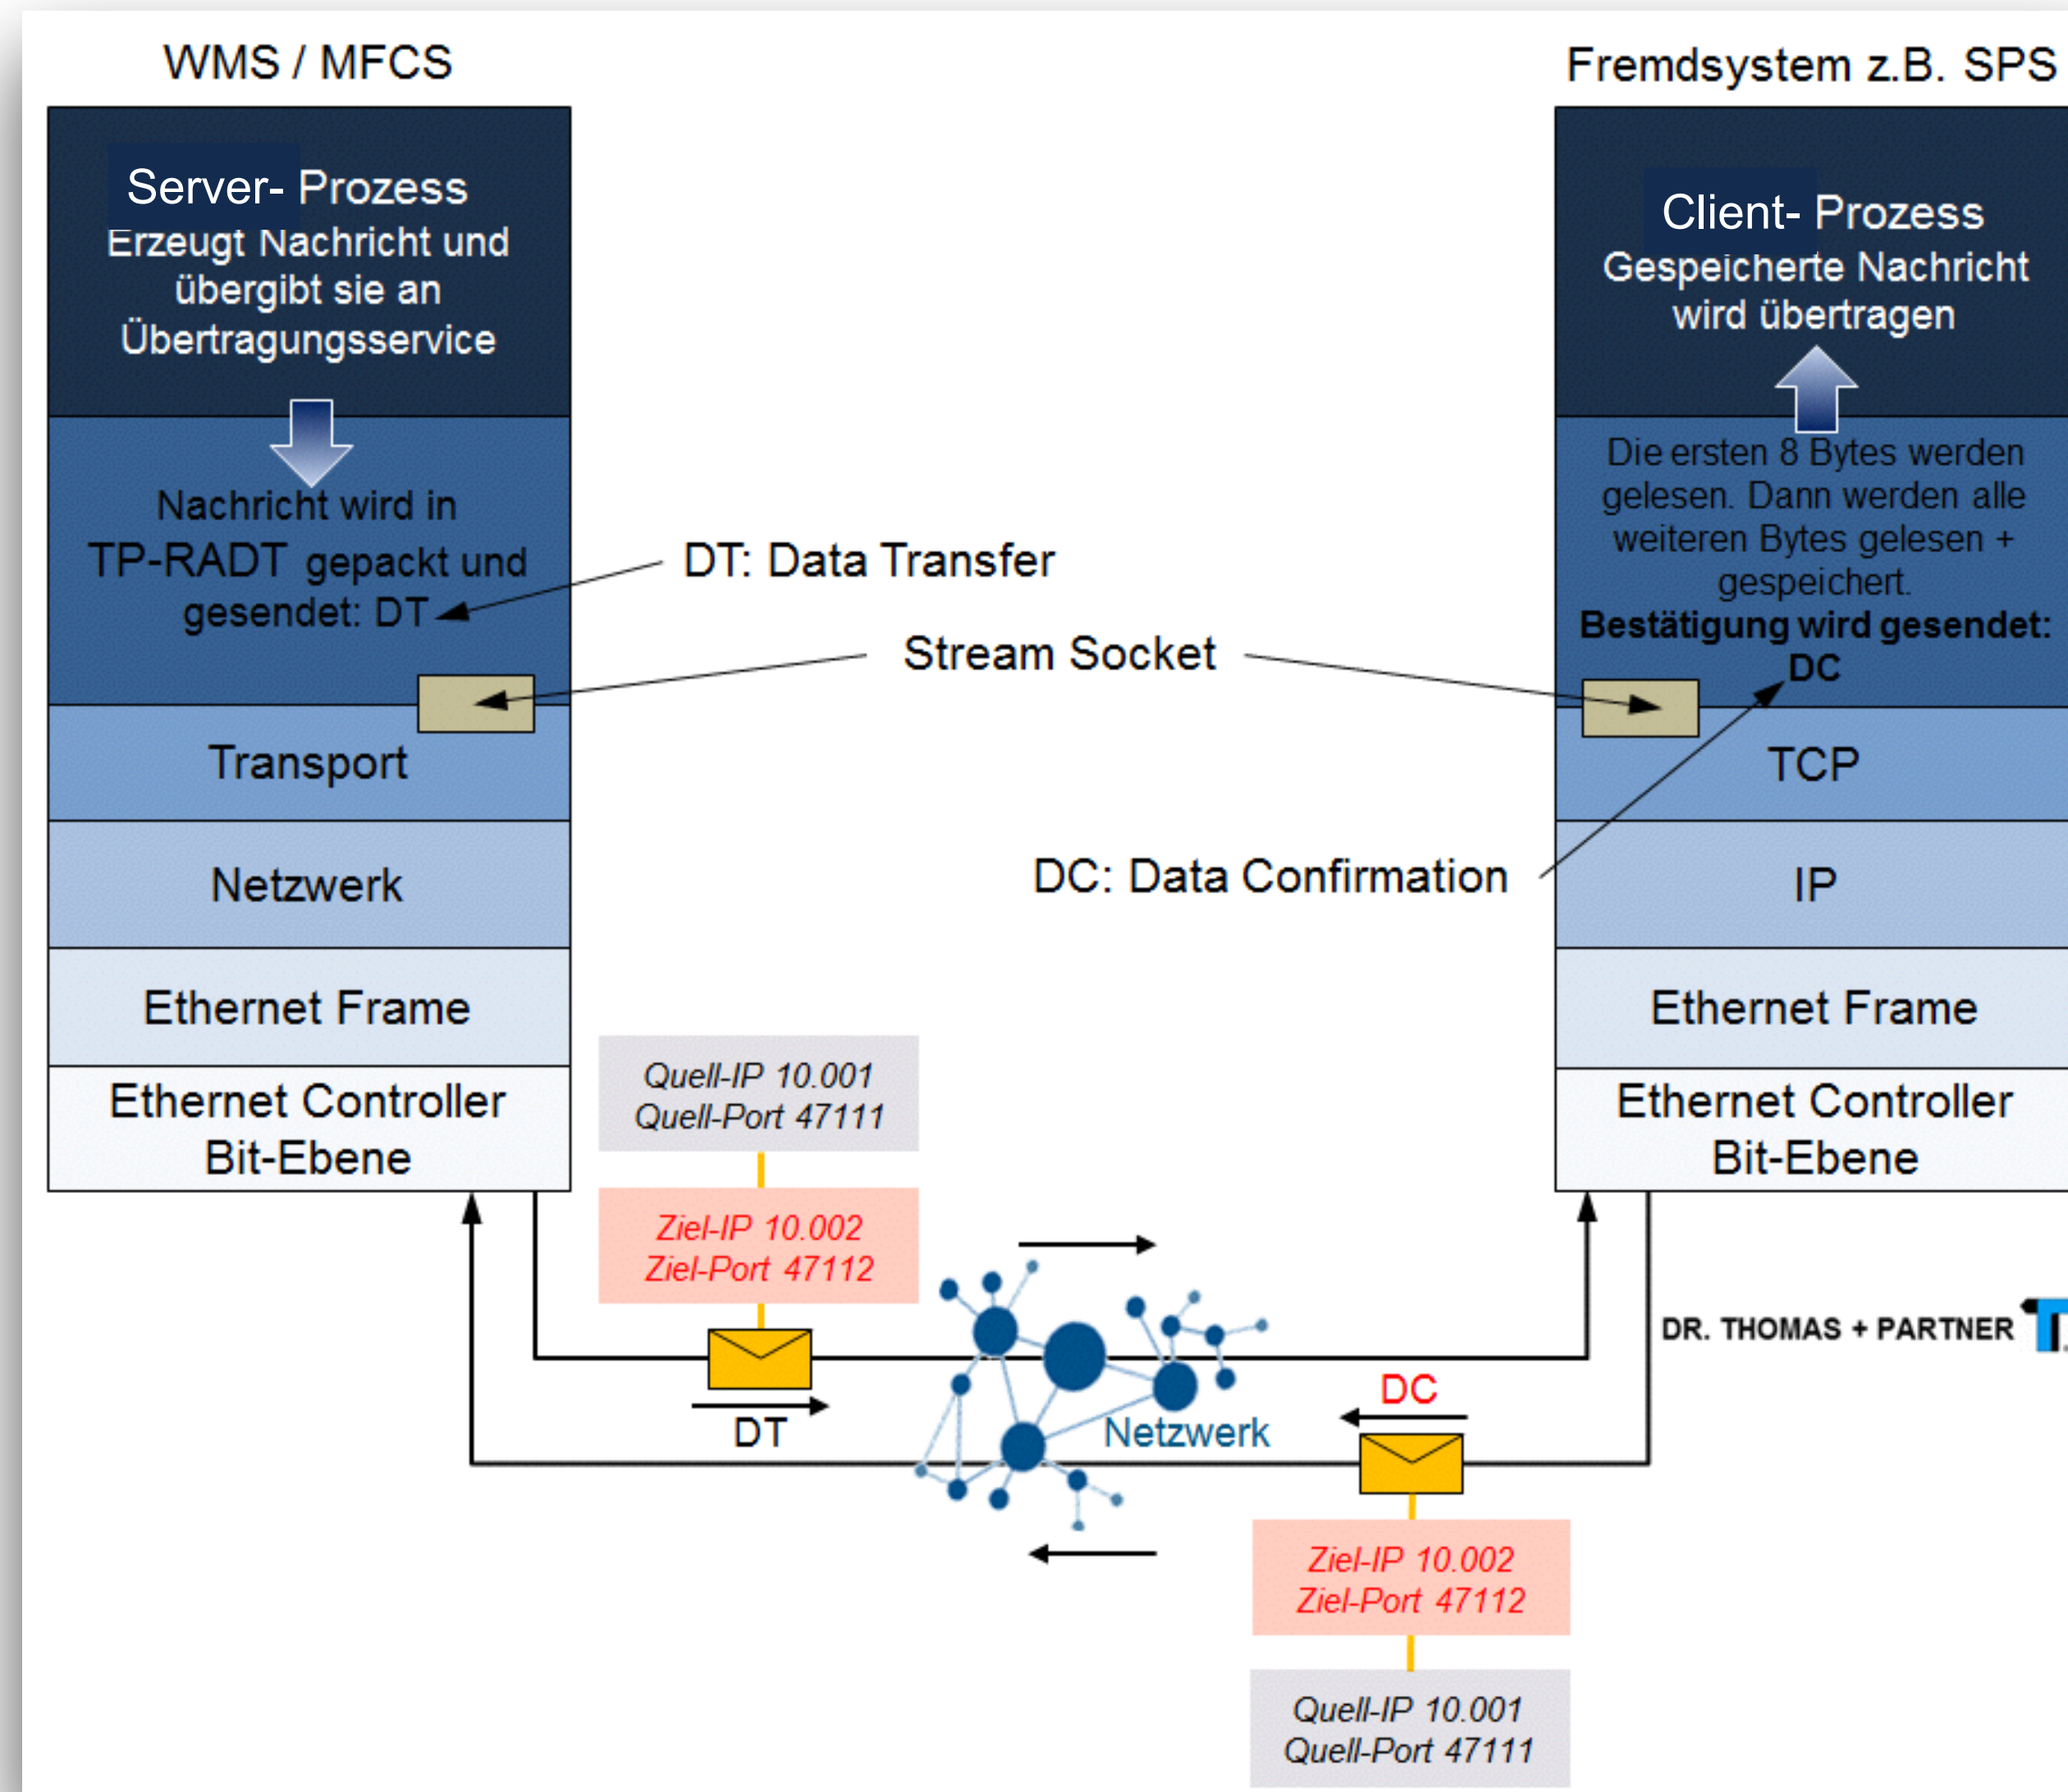 WMS / MFCS
Server- Prozess
Erzeugt Nachricht und
übergibt sie an
Übertragungsservice
Nachricht wird in
TP-RADT gepackt und
gesendet: DT
Transport
Netzwerk
Ethernet Frame
Ethernet Controller
Bit-Ebene
DT: Data Transfer
Stream Socket
DC: Data Confirmation
Fremdsystem z.B. SPS
Client- Prozess
Gespeicherte Nachricht
wird übertragen
Die ersten 8 Bytes werden
gelesen. Dann werden alle
weiteren Bytes gelesen +
gespeichert.
Bestätigung wird gesendet:
DC
TCP
IP
Ethernet Frame
Ethernet Controller
Bit-Ebene
Quell-IP 10.001
Quell-Port 47111
Ziel-IP 10.002
Ziel-Port 47112
DT
Netzwerk
DC
Ziel-IP 10.002
Ziel-Port 47112
Quell-IP 10.001
Quell-Port 47111
DR. THOMAS + PARTNER